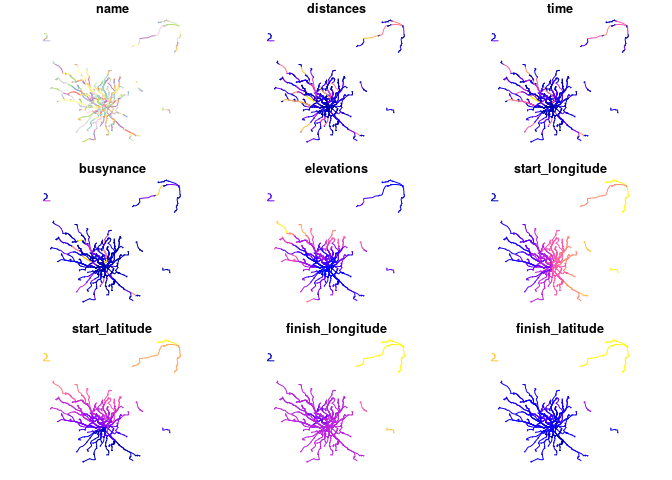 name
distances
time
busynance
elevations
start_longitude
start_latitude
finish_longitude
finish_latitude